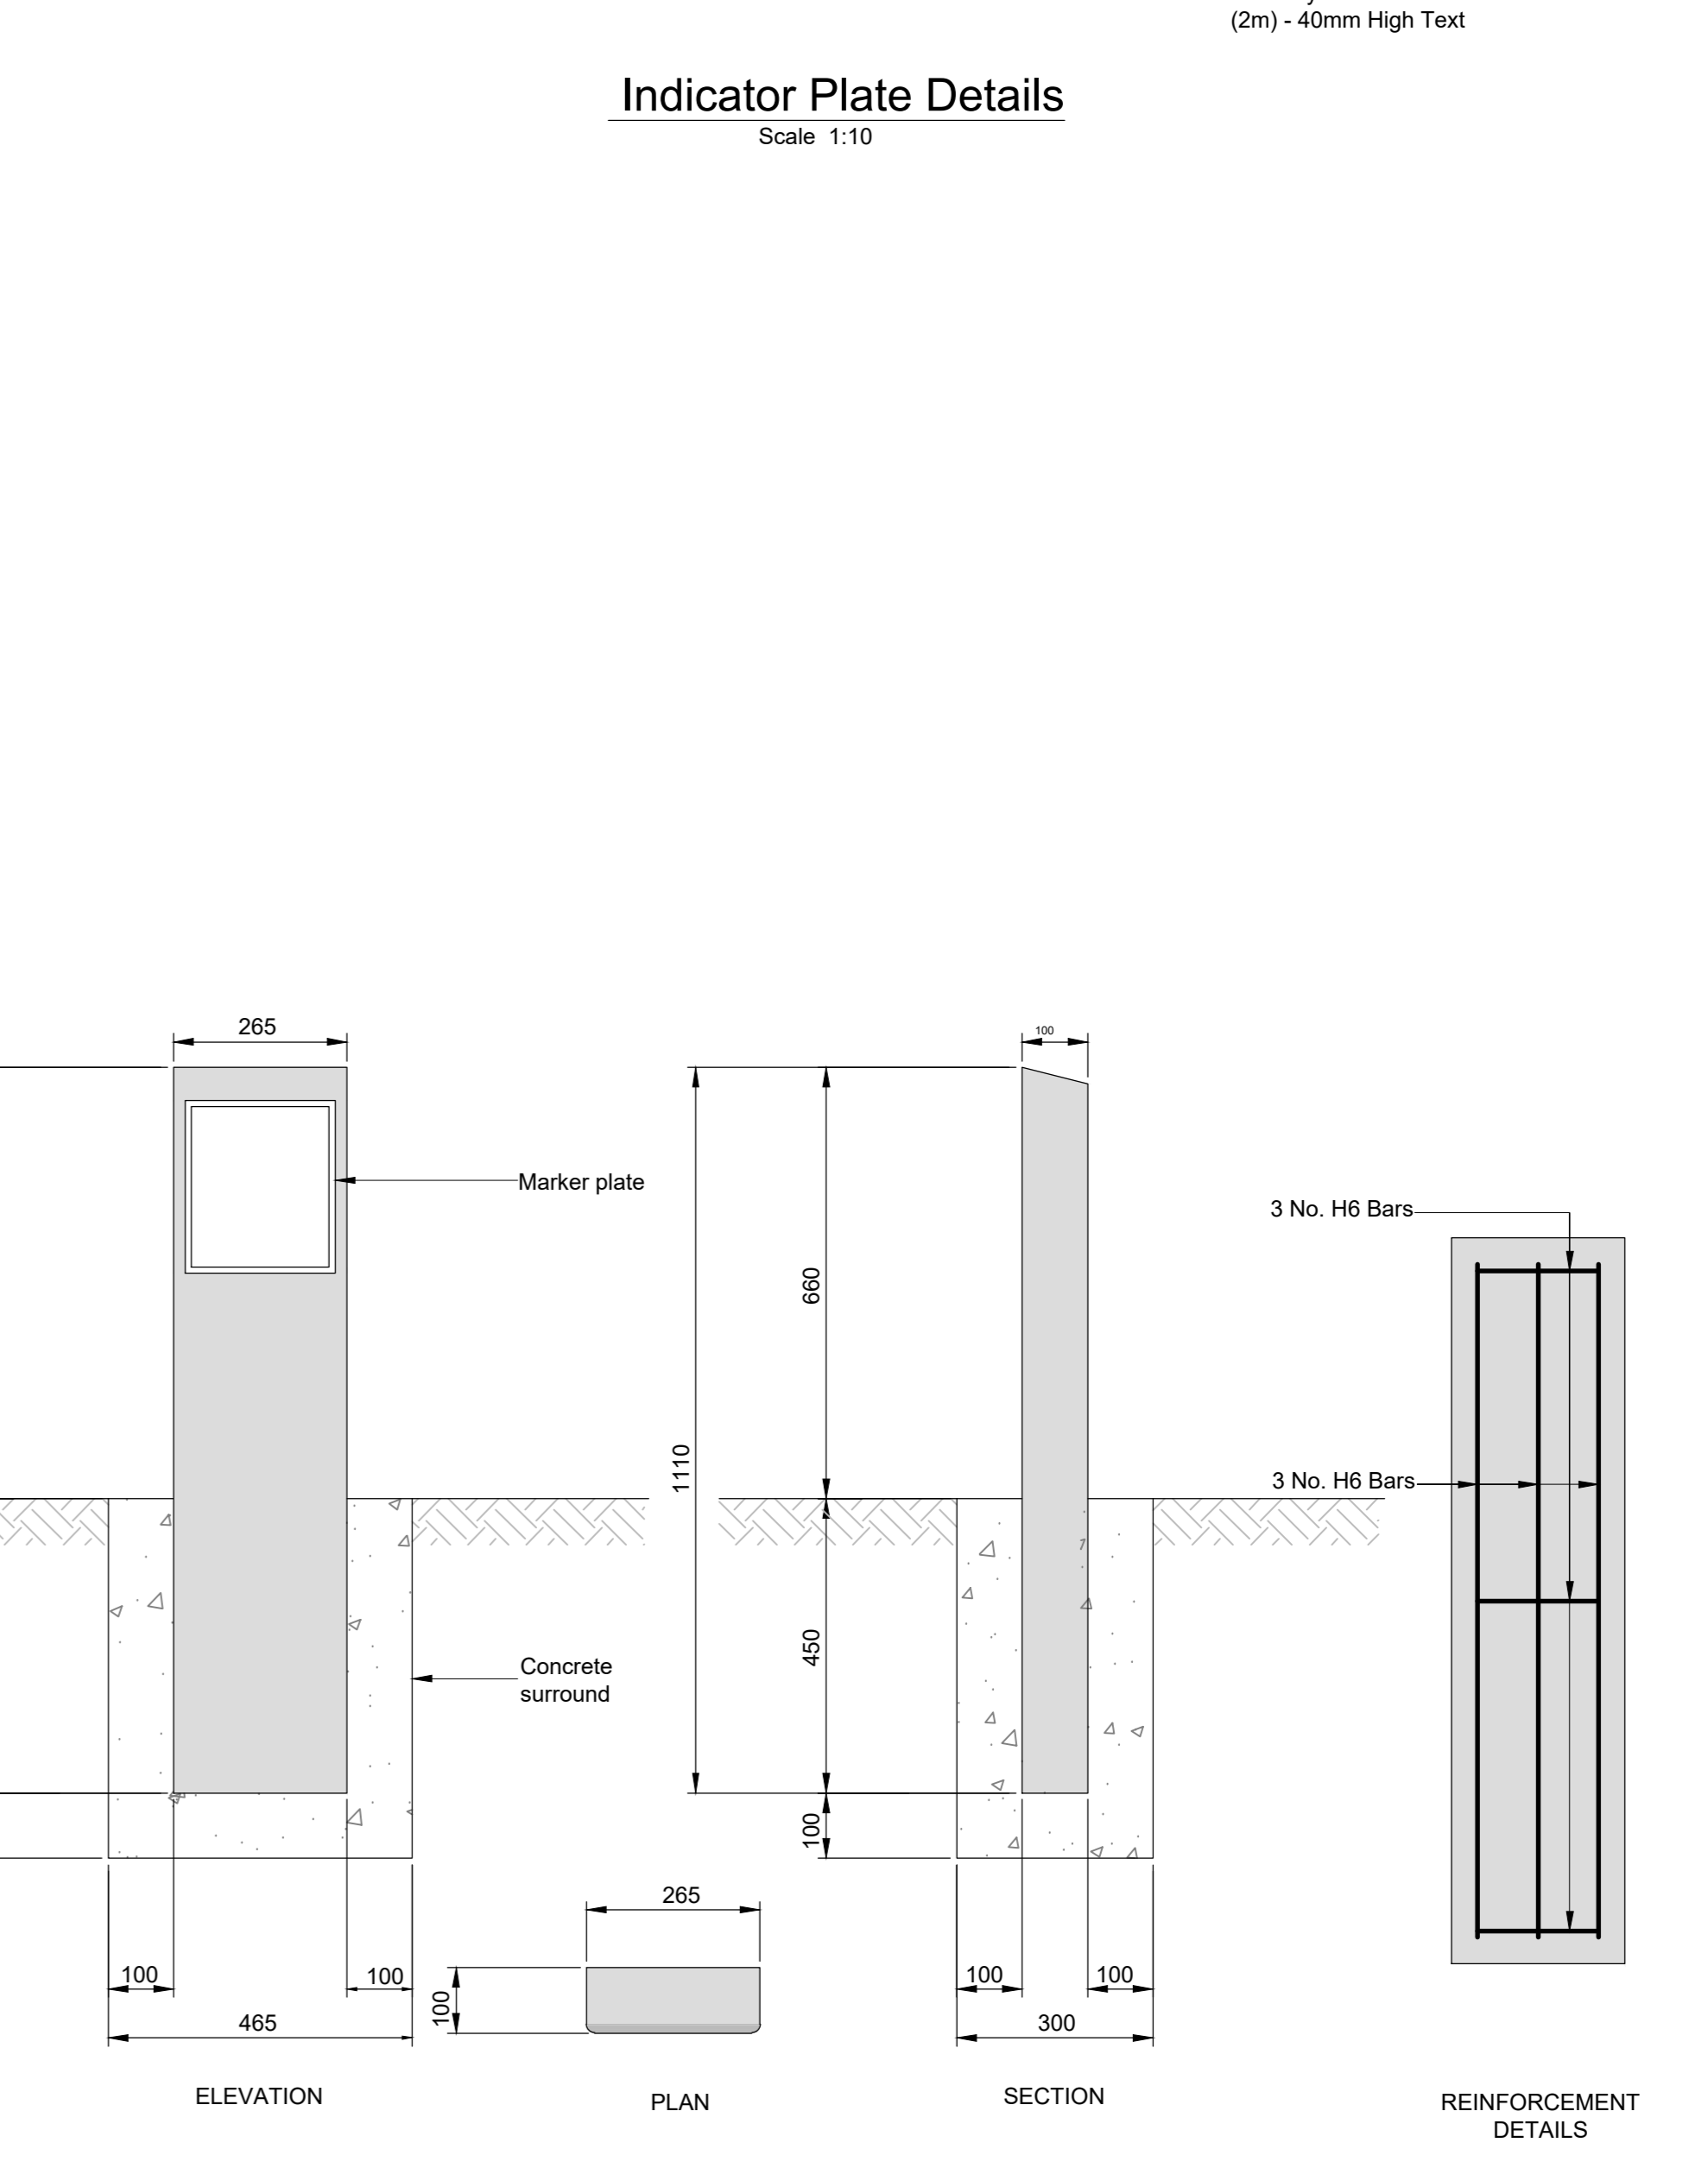 (2m) - 40mm High Text
Indicator Plate Details
Scale 1:10
265
100
Marker plate
3 No. H6 Bars
660
1110
3 No. H6 Bars
450
Concrete
surround
100
265
100
100
100
100
100
465
300
ELEVATION
PLAN
SECTION
REINFORCEMENT
DETAILS